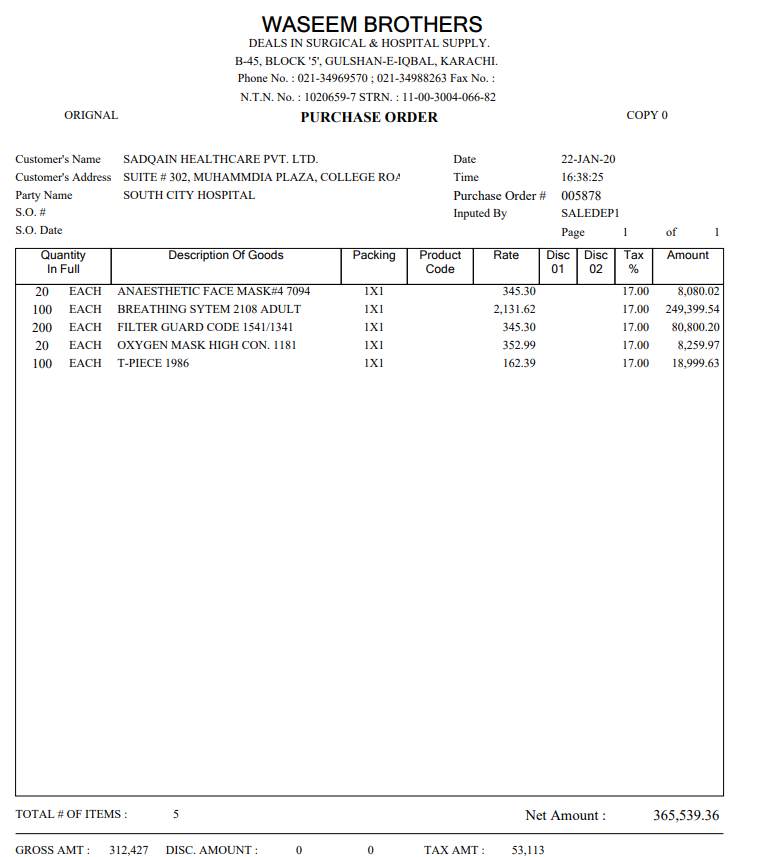 WASEEM BROTHERS
DEALS IN SURGICAL & HOSPITAL SUPPLY.
B-45, BLOCK '5', GULSHAN-E-IQBAL, KARACHI.
Phone No. : 021-34969570 ; 021-34988263 Fax No. :
N.T.N. No. : 1020659-7 STRN. : 11-00-3004-066-82
ORIGNAL PURCHASE ORDER COPY 0
Customer's Name SADQAIN HEALTHCARE PVT. LTD. Date 22-JAN-20
Customer's Address SUITE # 302, MUHAMMDIA PLAZA, COLLEGE ROA Time 16:38:25
Party Name SOUTH CITY HOSPITAL Purchase Order # 005878
S.O. # Inputed By SALEDEP1
S.O. Date Page 1 of 1
Quantity Description Of Goods Packing Product Rate Disc Disc Tax Amount
In Full Code 01 02 %
20 EACH ANAESTHETIC FACE MASK#4 7094 1X1 345.30 17.00 8,080.02
100 EACH BREATHING SYTEM 2108 ADULT 1X1 2,131.62 17.00 249,399.54
200 EACH FILTER GUARD CODE 1541/1341 1X1 345.30 17.00 80,800.20
20 EACH OXYGEN MASK HIGH CON. 1181 1X1 352.99 17.00 8,259.97
100 EACH T-PIECE 1986 1X1 162.39 17.00 18,999.63
TOTAL # OF ITEMS : 5 Net Amount : 365,539.36
GROSS AMT : 312,427 DISC. AMOUNT : 0 0 TAX AMT : 53,113